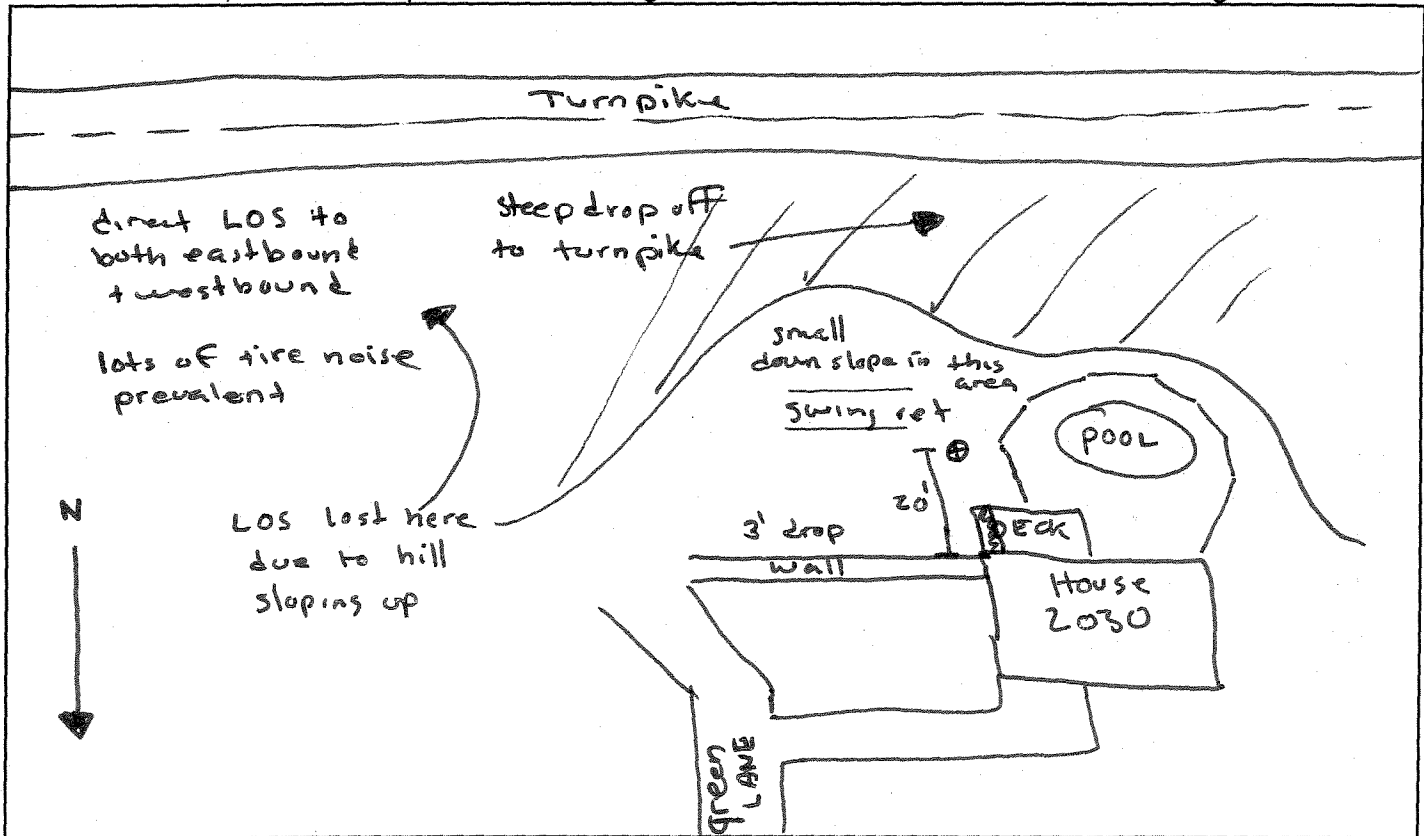 Turnpike
direct LOS to
both eastbound
+ westbound
lots of tire noise
prevalent
steep drop off
to turnpike
small
down slope in this
area
swing set
POOL
20'
N
LOS lost here
due to hill
sloping up
3' drop
wall
DECK
House
2030
green
LANE